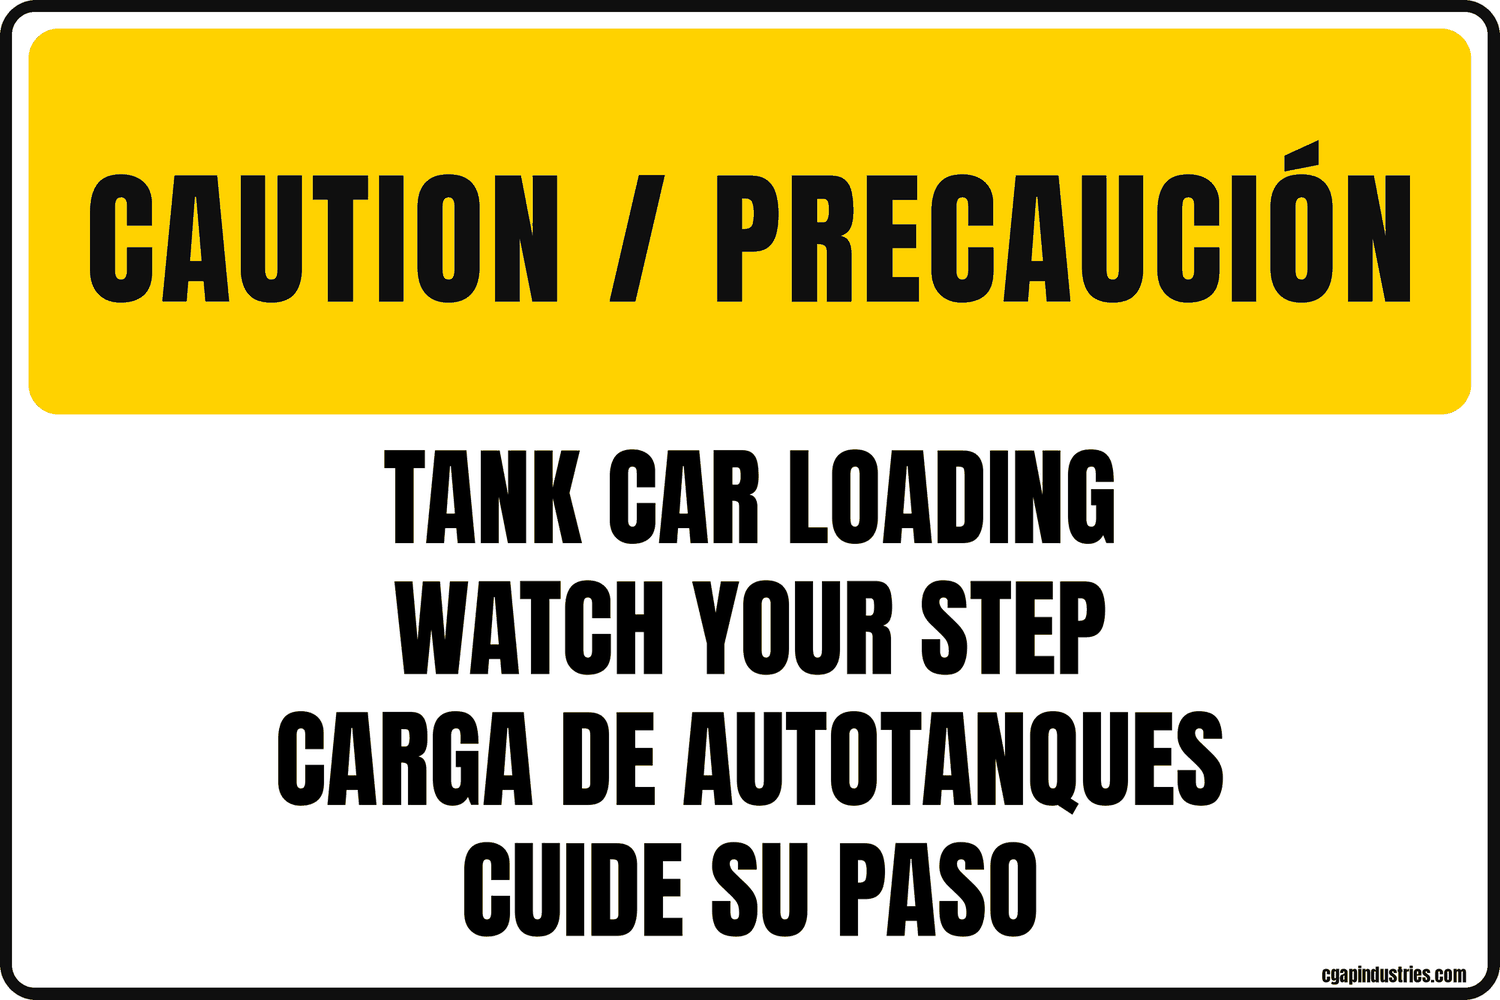 CAUTION / PRECAUCIÓN
TANK CAR LOADING
WATCH YOUR STEP
CARGA DE AUTOTANQUES
CUIDE SU PASO
cgapindustries.com